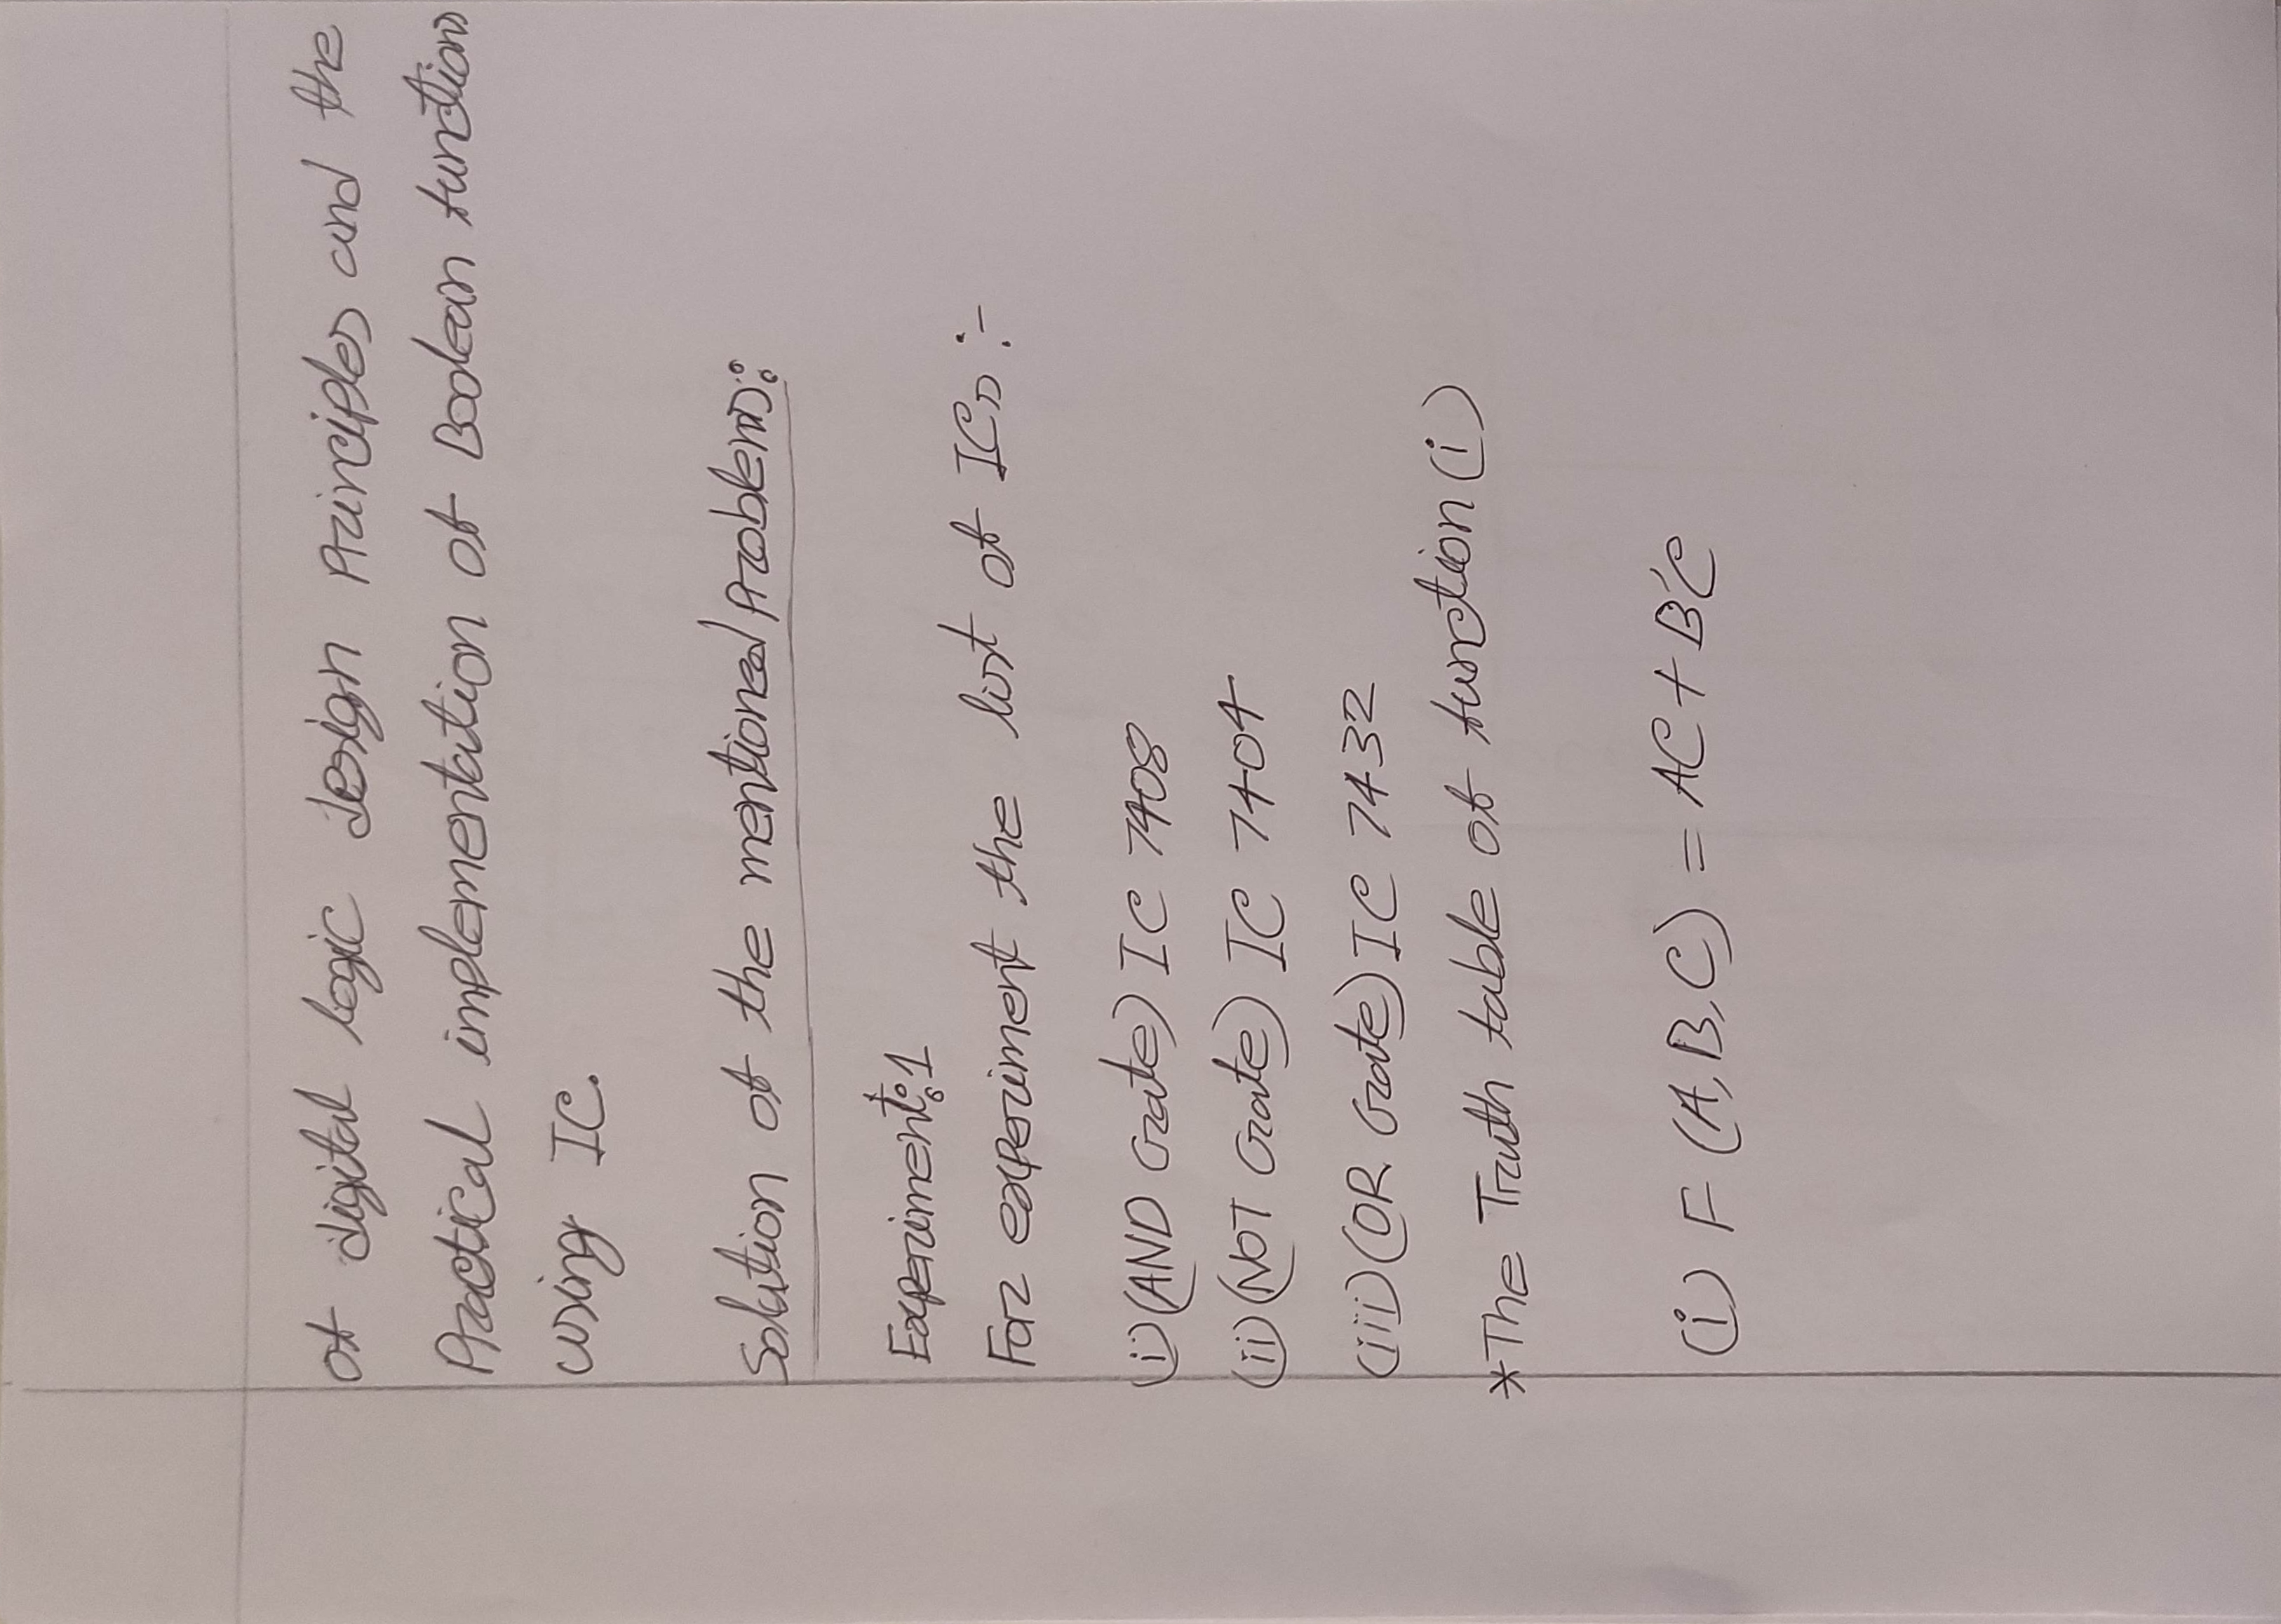 of digital logic design Principles and the
Practical implementation of Boolean functions
using IC.
Solution of the mentioned problems:
Experiment:1
For experiment the list of ICs :-
(i) (AND Gate) IC 7408
(ii) (NOT Gate) IC 7404
(iii) (OR Gate) IC 7432
*The Truth table of function (i)
(i) F (A,B,C) = AC + B'C